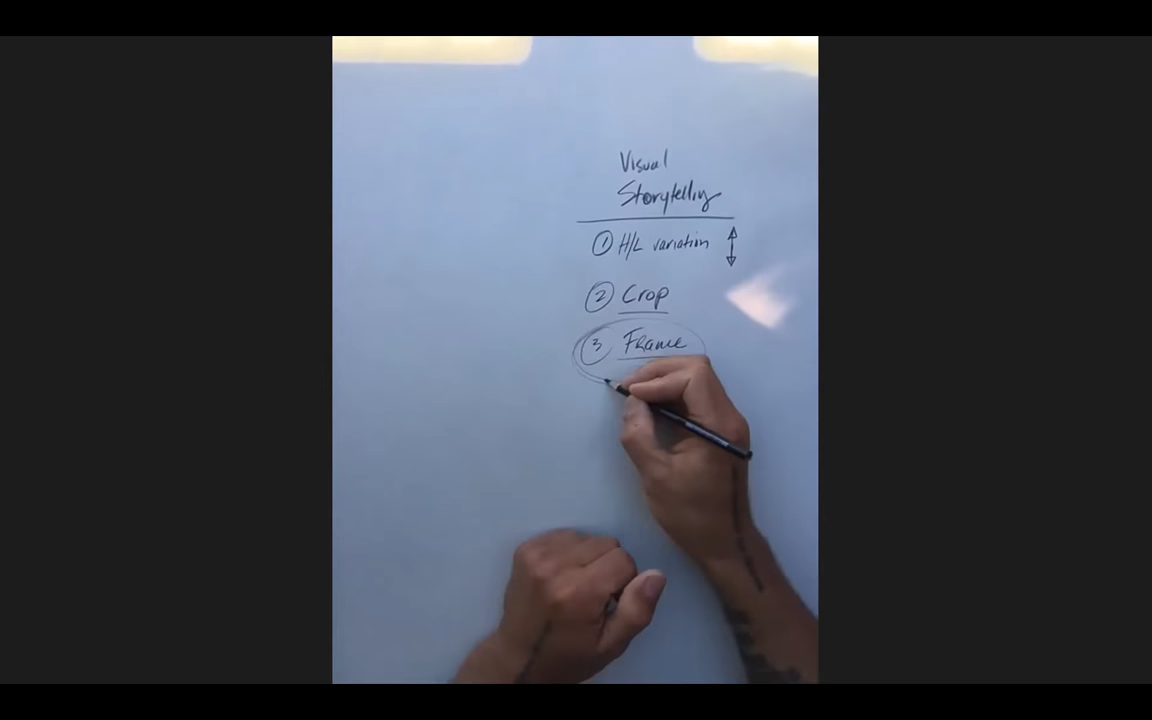 Visual
Storytelling
1 H/L variation
2 Crop
3 Frame